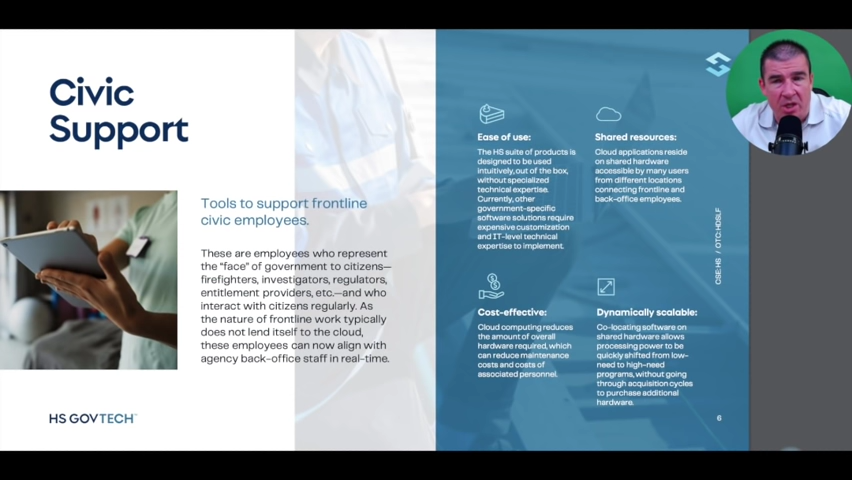 Civic
Support
Tools to support frontline
civic employees.
These are employees who represent
the "face" of government to citizens—
firefighters, investigators, regulators,
entitlement providers, etc.—and who
interact with citizens regularly. As
the nature of frontline work typically
does not lend itself to the cloud,
these employees can now align with
agency back-office staff in real-time.
HS GOVTECH™
Ease of use:
The HS suite of products is
designed to be used
intuitively, out of the box,
without specialized
technical expertise.
Currently, other
government-specific
software solutions require
expensive customization
and IT-level technical
expertise to implement.
Shared resources:
Cloud applications reside
on shared hardware
accessible by many users
from different locations
connecting frontline and
back-office employees.
Cost-effective:
Cloud computing reduces
the amount of overall
hardware required, which
can reduce maintenance
costs and costs of
associated personnel.
Dynamically scalable:
Co-locating software on
shared hardware allows
processing power to be
quickly shifted from low-
need to high-need
programs, without going
through acquisition cycles
to purchase additional
hardware.
CSE:HS / OTC:HDSLF
6